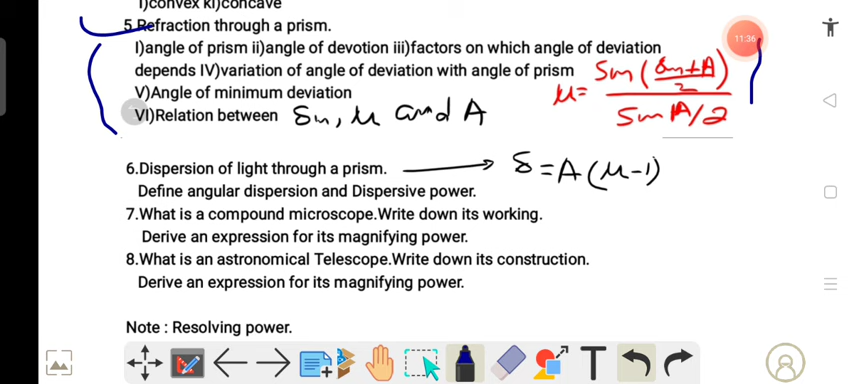 I)convex kI)concave
5.Refraction through a prism.
I)angle of prism ii)angle of devotion iii)factors on which angle of deviation
depends IV)variation of angle of deviation with angle of prism
V)Angle of minimum deviation
VI)Relation between δm, μ and A
μ = Sin (δm+A / 2) / Sin A/2
6.Dispersion of light through a prism. → δ = A(μ-1)
Define angular dispersion and Dispersive power.
7.What is a compound microscope.Write down its working.
Derive an expression for its magnifying power.
8.What is an astronomical Telescope.Write down its construction.
Derive an expression for its magnifying power.
Note : Resolving power.
11:36
T